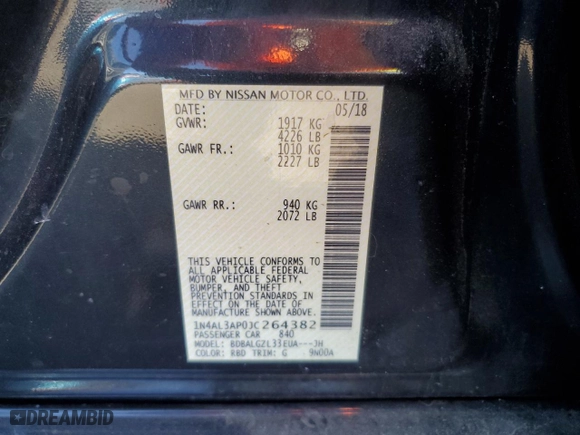 MFD BY NISSAN MOTOR CO., LTD.
DATE: 05/18
GVWR: 1917 KG
4226 LB
GAWR FR.: 1010 KG
2227 LB
GAWR RR.: 940 KG
2072 LB
THIS VEHICLE CONFORMS TO
ALL APPLICABLE FEDERAL
MOTOR VEHICLE SAFETY,
BUMPER, AND THEFT
PREVENTION STANDARDS IN
EFFECT ON THE DATE OF
MANUFACTURE SHOWN ABOVE.
1N4AL3AP0JC264382
PASSENGER CAR 840
MODEL: BDBALGZL33EUA---JH
COLOR: RBD TRIM: G 9N00A
DREAMBID